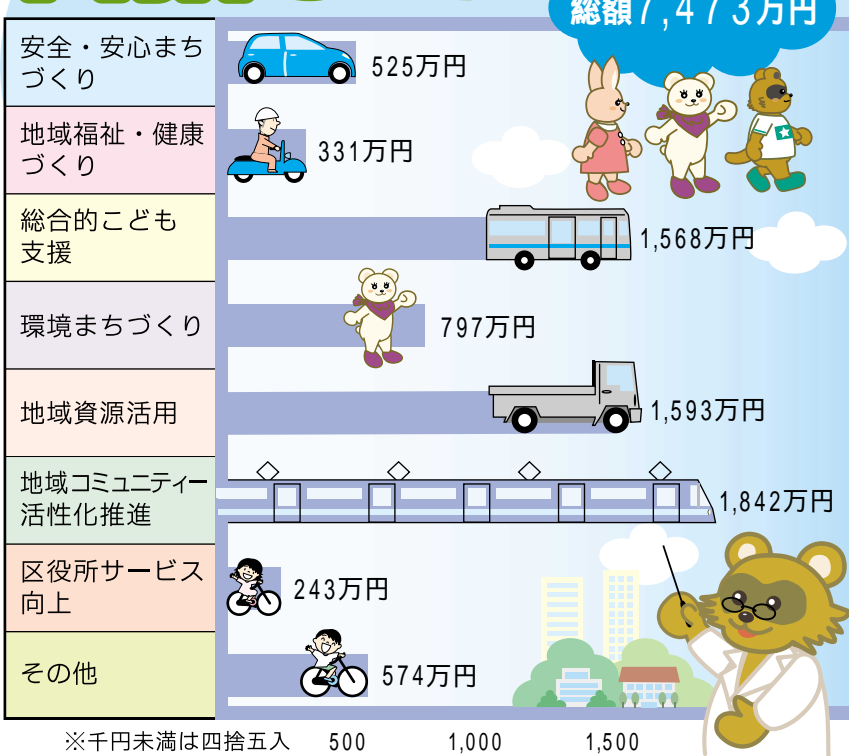 総額7,473万円
安全・安心まち
づくり
525万円
地域福祉・健康
づくり
331万円
総合的こども
支援
1,568万円
環境まちづくり
797万円
地域資源活用
1,593万円
地域コミュニティー
活性化推進
1,842万円
区役所サービス
向上
243万円
その他
574万円
※千円未満は四捨五入 500 1,000 1,500